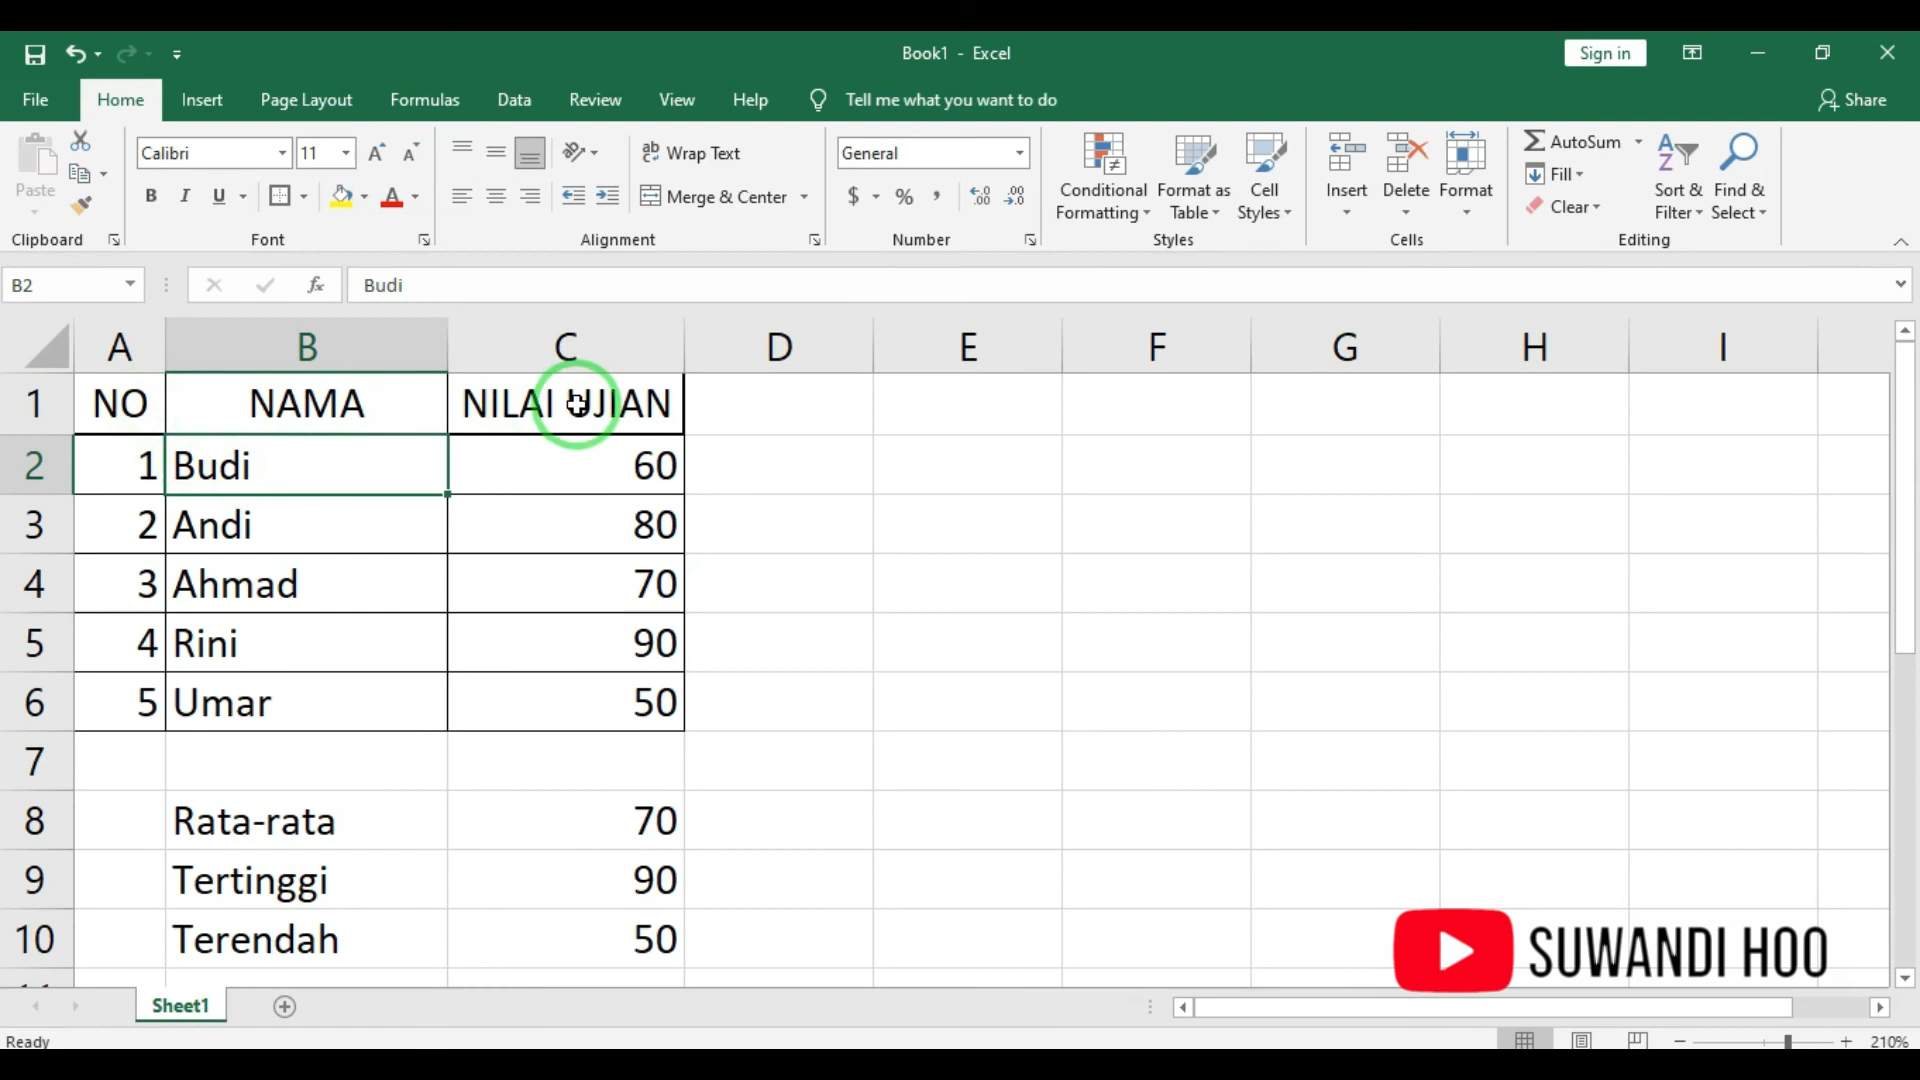 Book1 - Excel
Sign in
File Home Insert Page Layout Formulas Data Review View Help Tell me what you want to do Share
Paste
Clipboard
Calibri 11
A A
B I U A
Font
Wrap Text
Merge & Center
Alignment
General
$ % , .00
Number
Conditional Formatting
Format as Table
Cell Styles
Styles
Insert Delete Format
Cells
AutoSum
Fill
Clear
Sort & Filter
Find & Select
Editing
B2 fx Budi
A B C D E F G H I
1 NO NAMA NILAI UJIAN
2 1 Budi 60
3 2 Andi 80
4 3 Ahmad 70
5 4 Rini 90
6 5 Umar 50
7
8 Rata-rata 70
9 Tertinggi 90
10 Terendah 50
SUWANDI HOO
Sheet1
Ready
210%